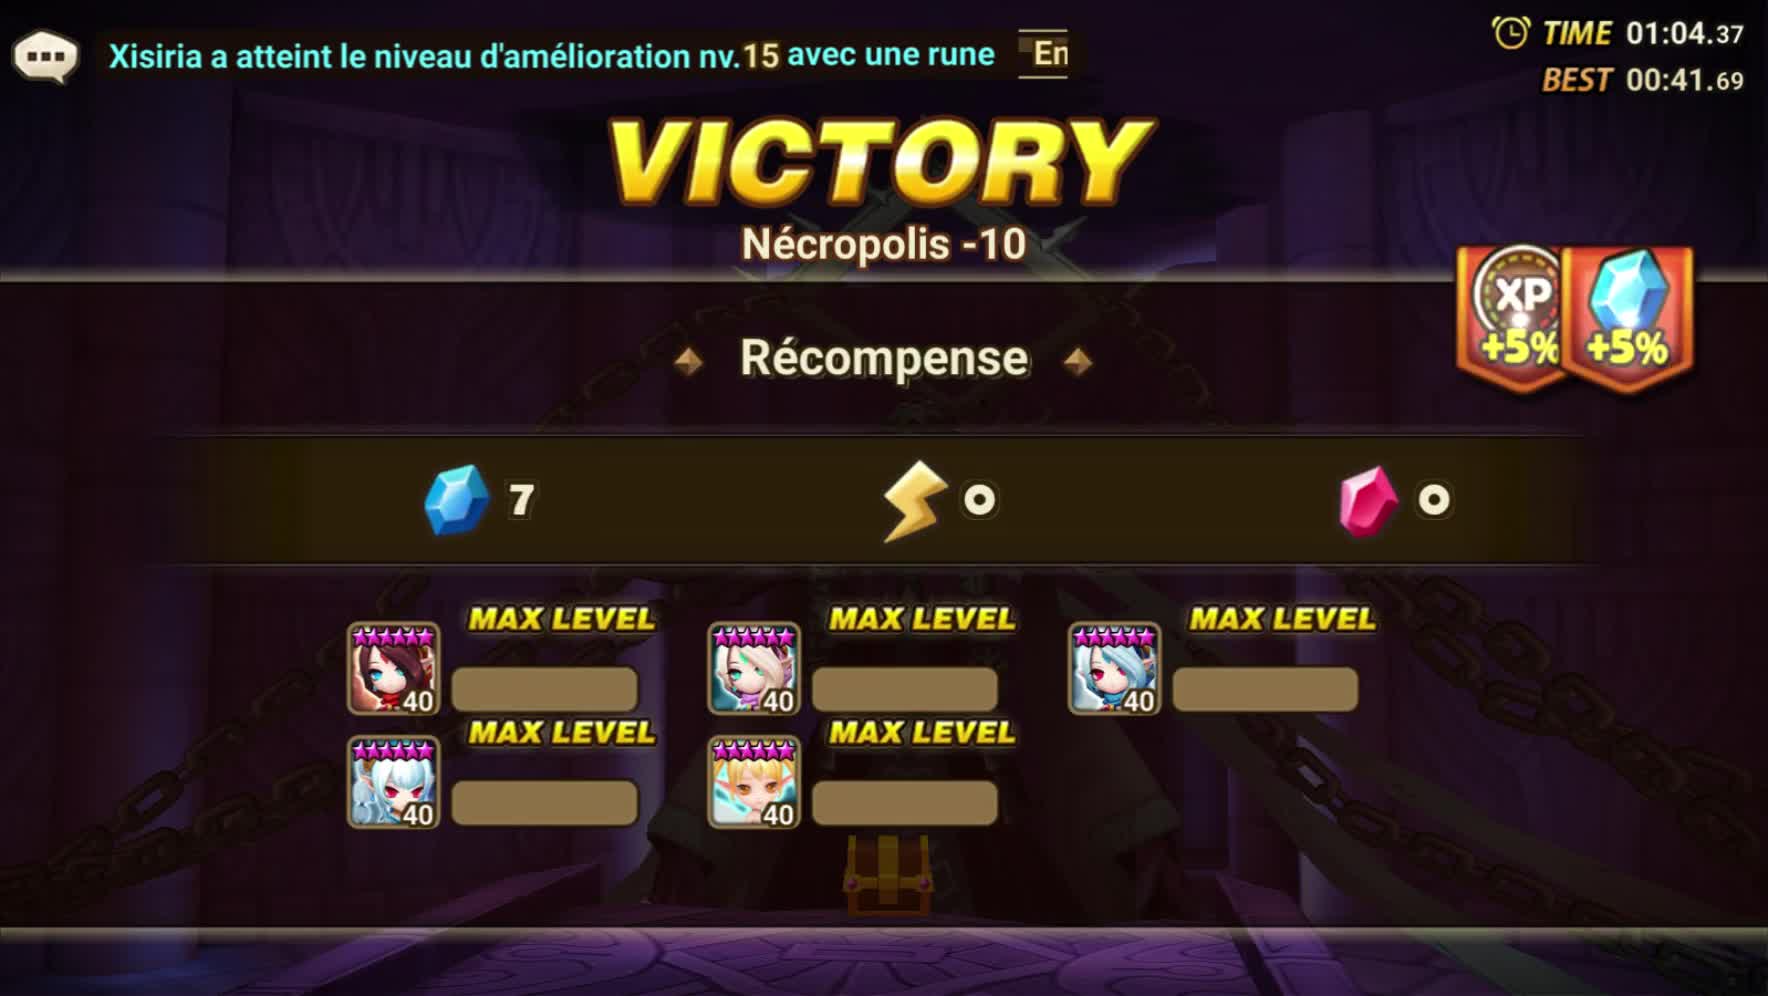 Xisiria a atteint le niveau d'amélioration nv.15 avec une rune En
TIME 01:04.37
BEST 00:41.69
VICTORY
Nécropolis -10
XP +5% +5%
Récompense
7 0 0
MAX LEVEL MAX LEVEL MAX LEVEL
40 40 40
MAX LEVEL MAX LEVEL
40 40